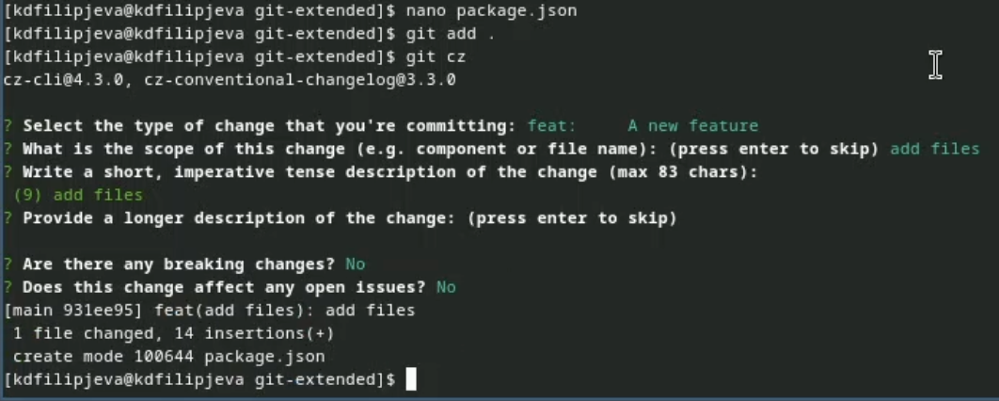 [kdfilipjeva@kdfilipjeva git-extended]$ nano package.json
[kdfilipjeva@kdfilipjeva git-extended]$ git add .
[kdfilipjeva@kdfilipjeva git-extended]$ git cz
cz-cli@4.3.0, cz-conventional-changelog@3.3.0
? Select the type of change that you're committing: feat:     A new feature
? What is the scope of this change (e.g. component or file name): (press enter to skip) add files
? Write a short, imperative tense description of the change (max 83 chars):
(9) add files
? Provide a longer description of the change: (press enter to skip)
? Are there any breaking changes? No
? Does this change affect any open issues? No
[main 931ee95] feat(add files): add files
1 file changed, 14 insertions(+)
create mode 100644 package.json
[kdfilipjeva@kdfilipjeva git-extended]$